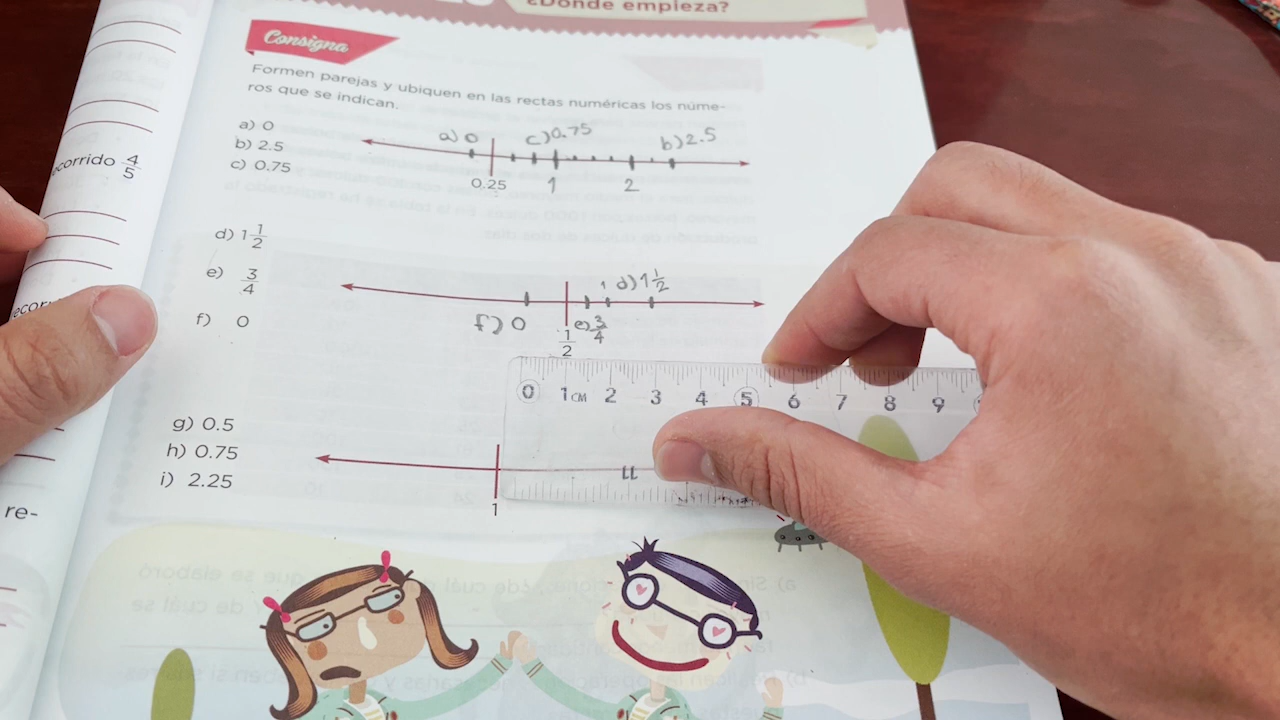 ¿Dónde empieza?
Consigna
Formen parejas y ubiquen en las rectas numéricas los núme-
ros que se indican.
a) 0
b) 2.5
c) 0.75
a) 0 c) 0.75 b) 2.5
0.25 1 2
corrido 4/5
d) 1 1/2
e) 3/4
f) 0
1 d) 1 1/2
f) 0 1/2 e) 3/4
0 1CM 2 3 4 5 6 7 8 9
g) 0.5
h) 0.75
i) 2.25
1
re-